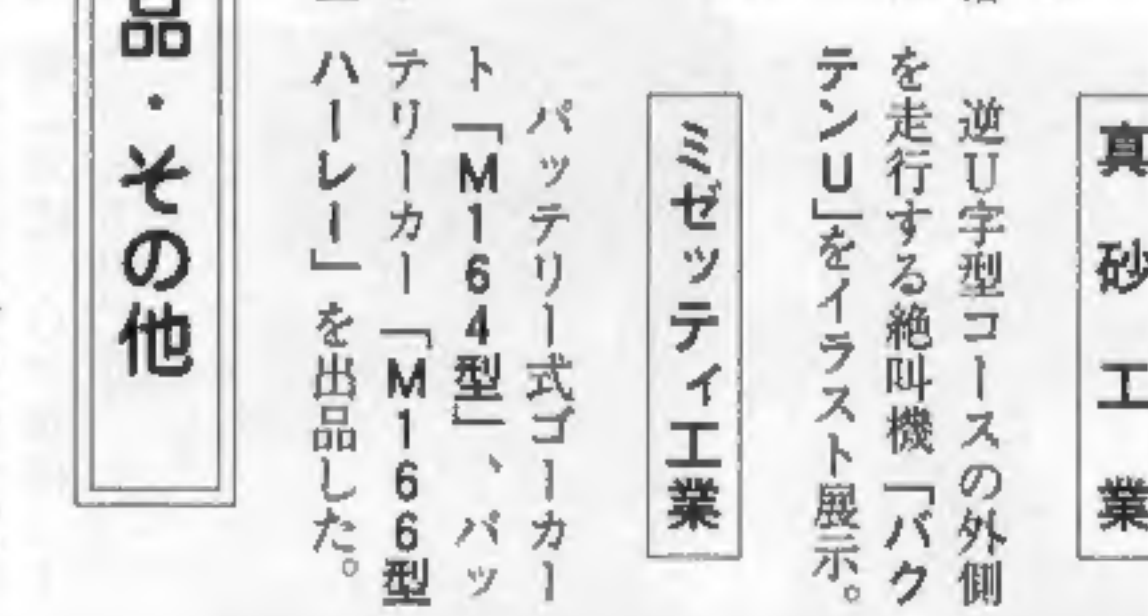 真砂工業
逆U字型コースの外側
を走行する絶叫機「バク
テンU」をイラスト展示。
ミゼッティ工業
バッテリー式ゴーカー
ト「M164型」、バッ
テリーカー「M166型
ハーレー」を出品した。
品・その他